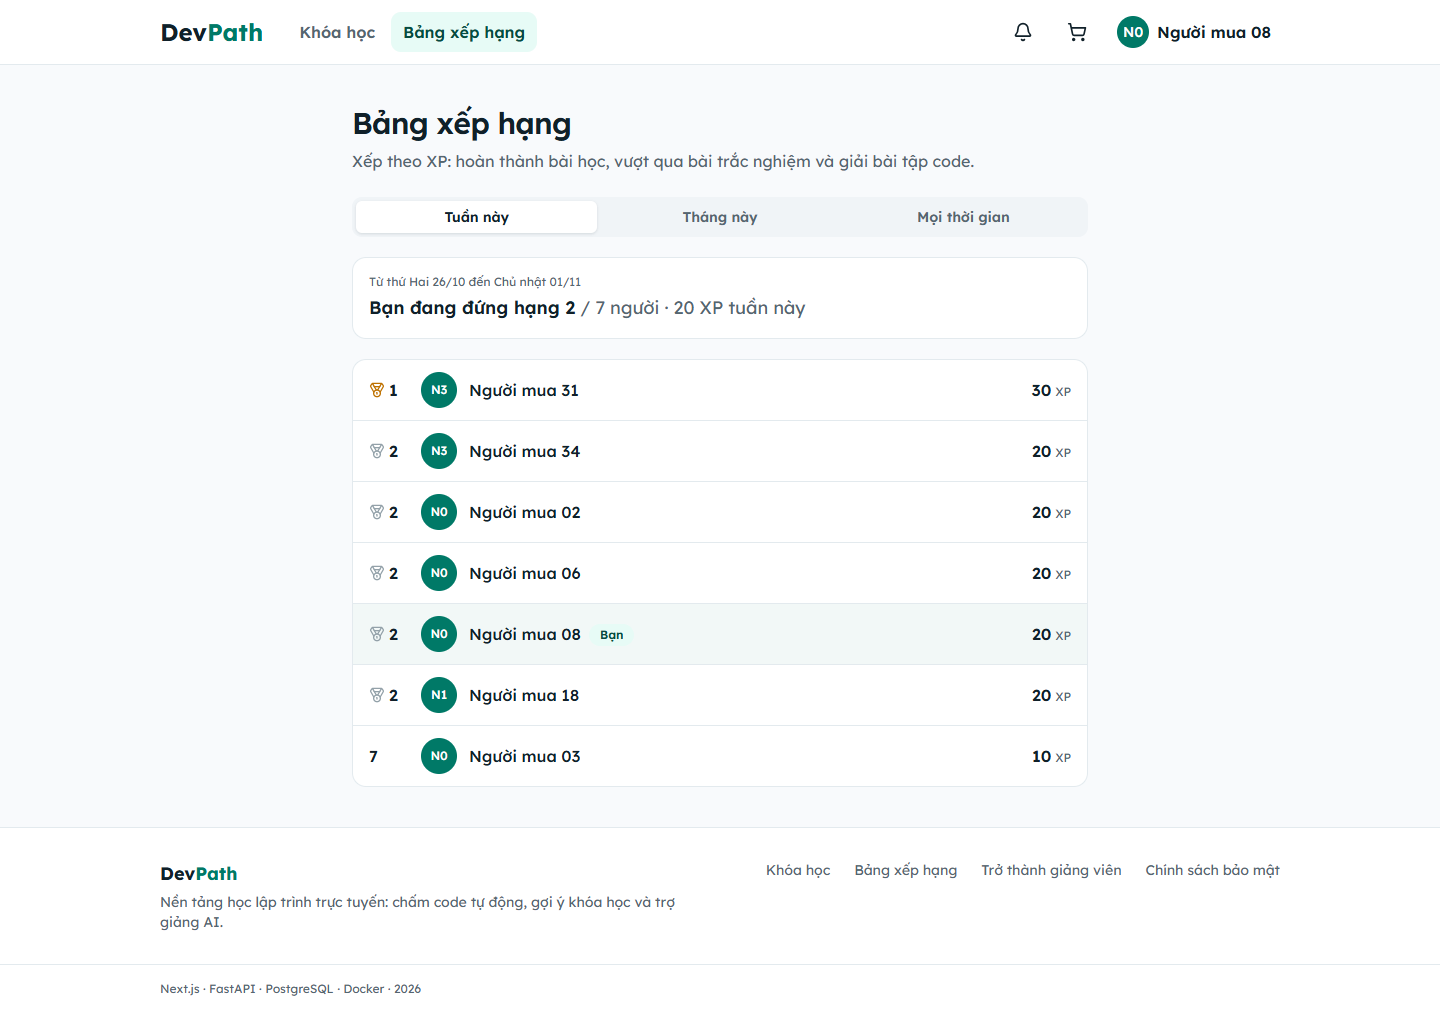 DevPath
Khóa học
Bảng xếp hạng
N0
Người mua 08
Bảng xếp hạng
Xếp theo XP: hoàn thành bài học, vượt qua bài trắc nghiệm và giải bài tập code.
Tuần này
Tháng này
Mọi thời gian
Từ thứ Hai 26/10 đến Chủ nhật 01/11
Bạn đang đứng hạng 2 / 7 người · 20 XP tuần này
1 N3 Người mua 31 30 XP
2 N3 Người mua 34 20 XP
2 N0 Người mua 02 20 XP
2 N0 Người mua 06 20 XP
2 N0 Người mua 08 Bạn 20 XP
2 N1 Người mua 18 20 XP
7 N0 Người mua 03 10 XP
DevPath
Nền tảng học lập trình trực tuyến: chấm code tự động, gợi ý khóa học và trợ
giảng AI.
Khóa học
Bảng xếp hạng
Trở thành giảng viên
Chính sách bảo mật
Next.js · FastAPI · PostgreSQL · Docker · 2026